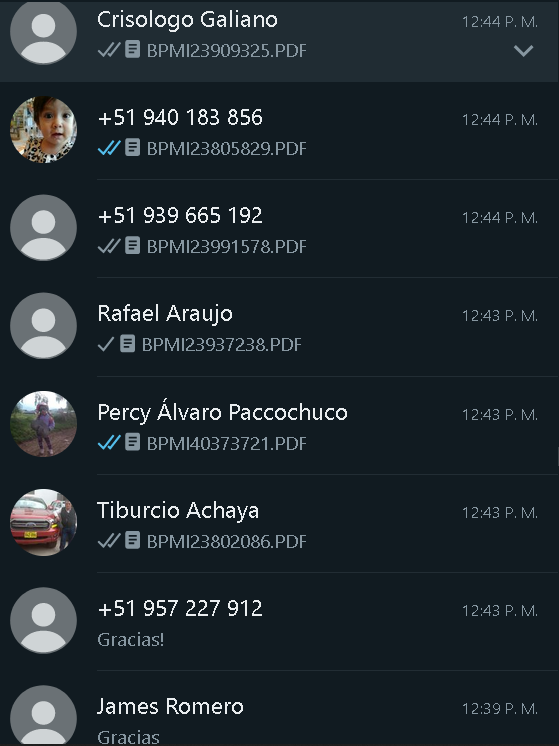 Crisologo Galiano
12:44 P. M.
BPMI23909325.PDF
+51 940 183 856
12:44 P. M.
BPMI23805829.PDF
+51 939 665 192
12:44 P. M.
BPMI23991578.PDF
Rafael Araujo
12:43 P. M.
BPMI23937238.PDF
Percy Álvaro Paccochuco
12:43 P. M.
BPMI40373721.PDF
Tiburcio Achaya
12:43 P. M.
BPMI23802086.PDF
+51 957 227 912
12:43 P. M.
Gracias!
James Romero
12:39 P. M.
Gracias